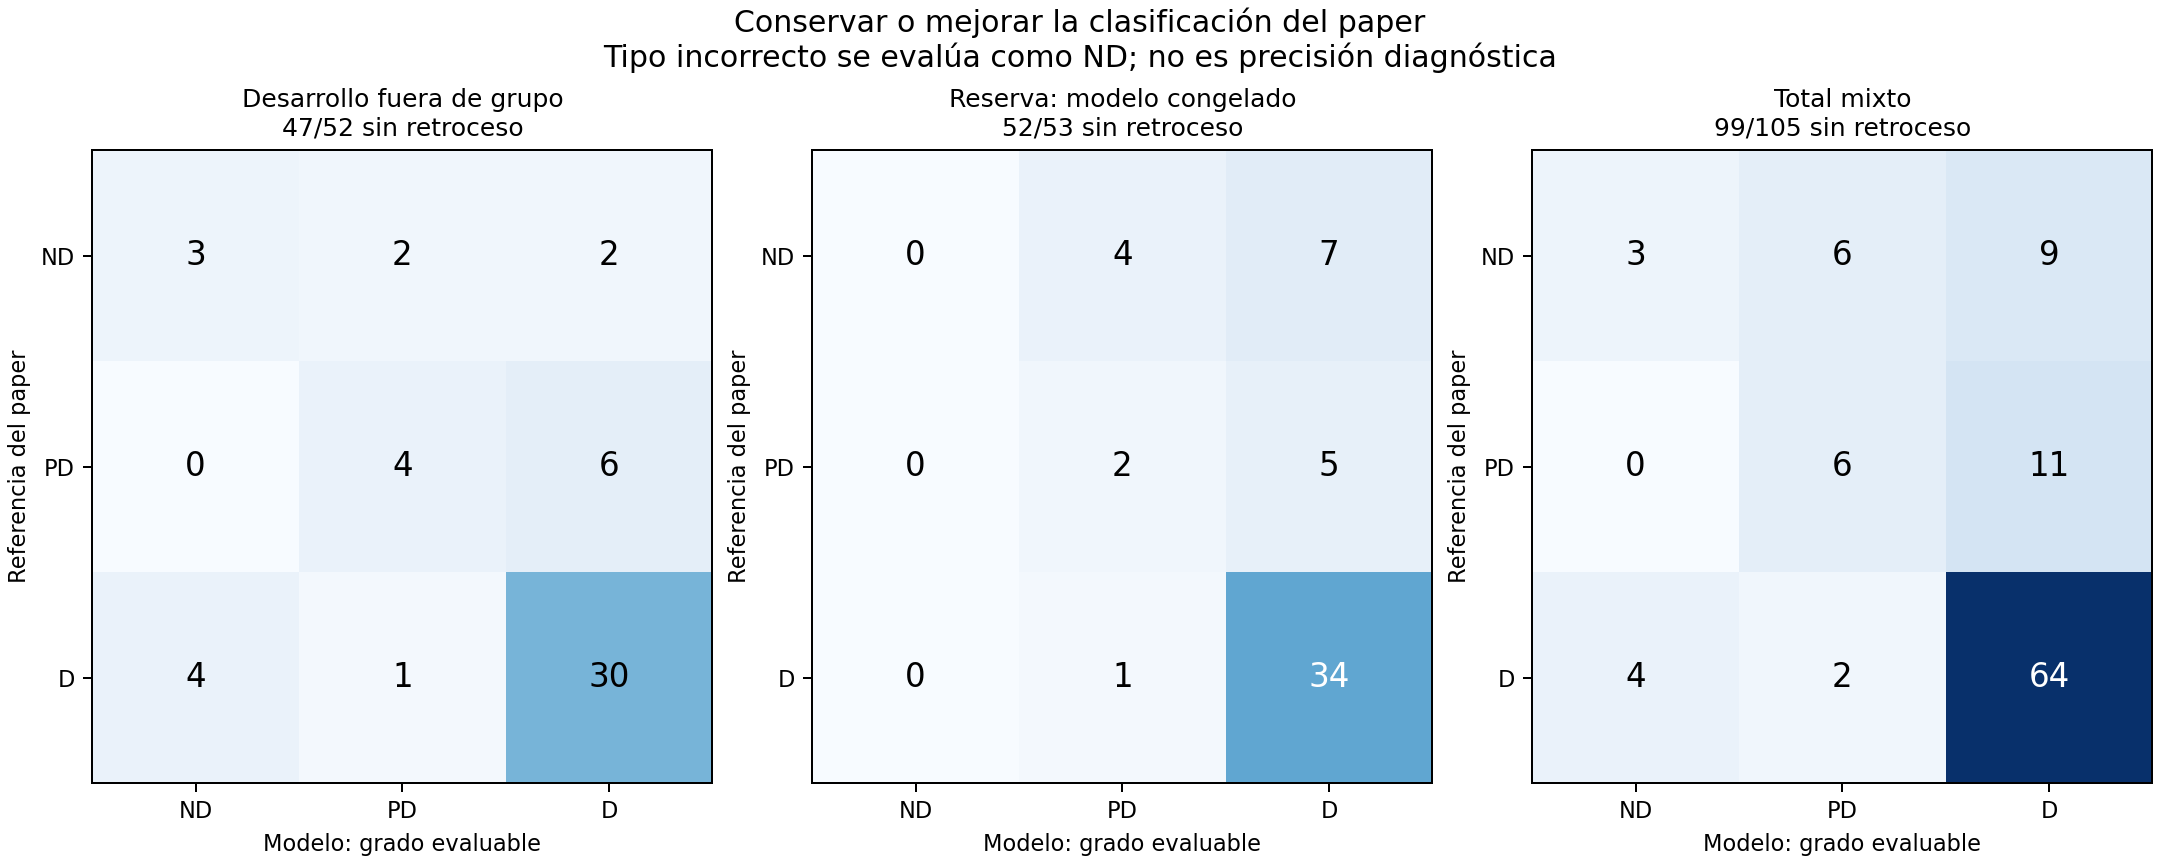 Conservar o mejorar la clasificación del paper
Tipo incorrecto se evalúa como ND; no es precisión diagnóstica
Desarrollo fuera de grupo
47/52 sin retroceso
Referencia del paper
ND
3
2
2
PD
0
4
6
D
4
1
30
ND
PD
D
Modelo: grado evaluable
Reserva: modelo congelado
52/53 sin retroceso
Referencia del paper
ND
0
4
7
PD
0
2
5
D
0
1
34
ND
PD
D
Modelo: grado evaluable
Total mixto
99/105 sin retroceso
Referencia del paper
ND
3
6
9
PD
0
6
11
D
4
2
64
ND
PD
D
Modelo: grado evaluable